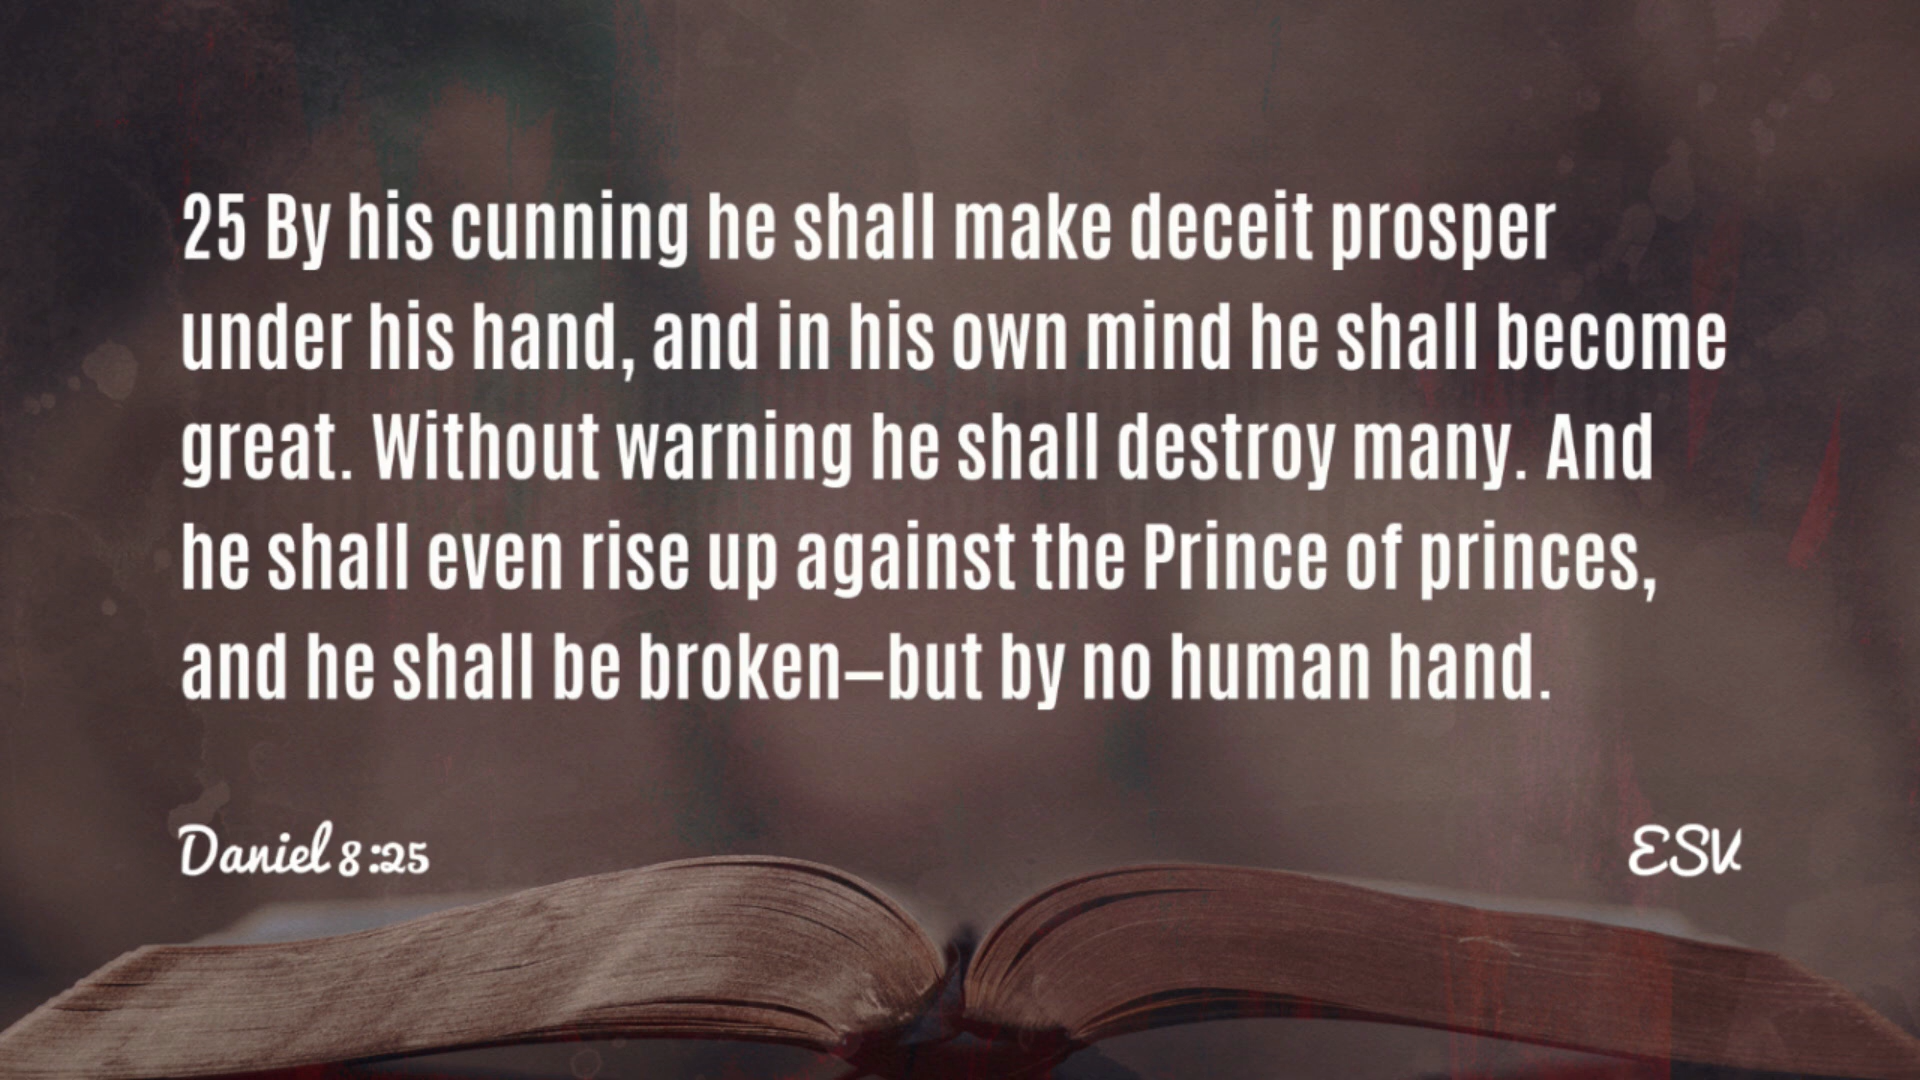 25 By his cunning he shall make deceit prosper
under his hand, and in his own mind he shall become
great. Without warning he shall destroy many. And
he shall even rise up against the Prince of princes,
and he shall be broken—but by no human hand.
Daniel 8:25
ESV